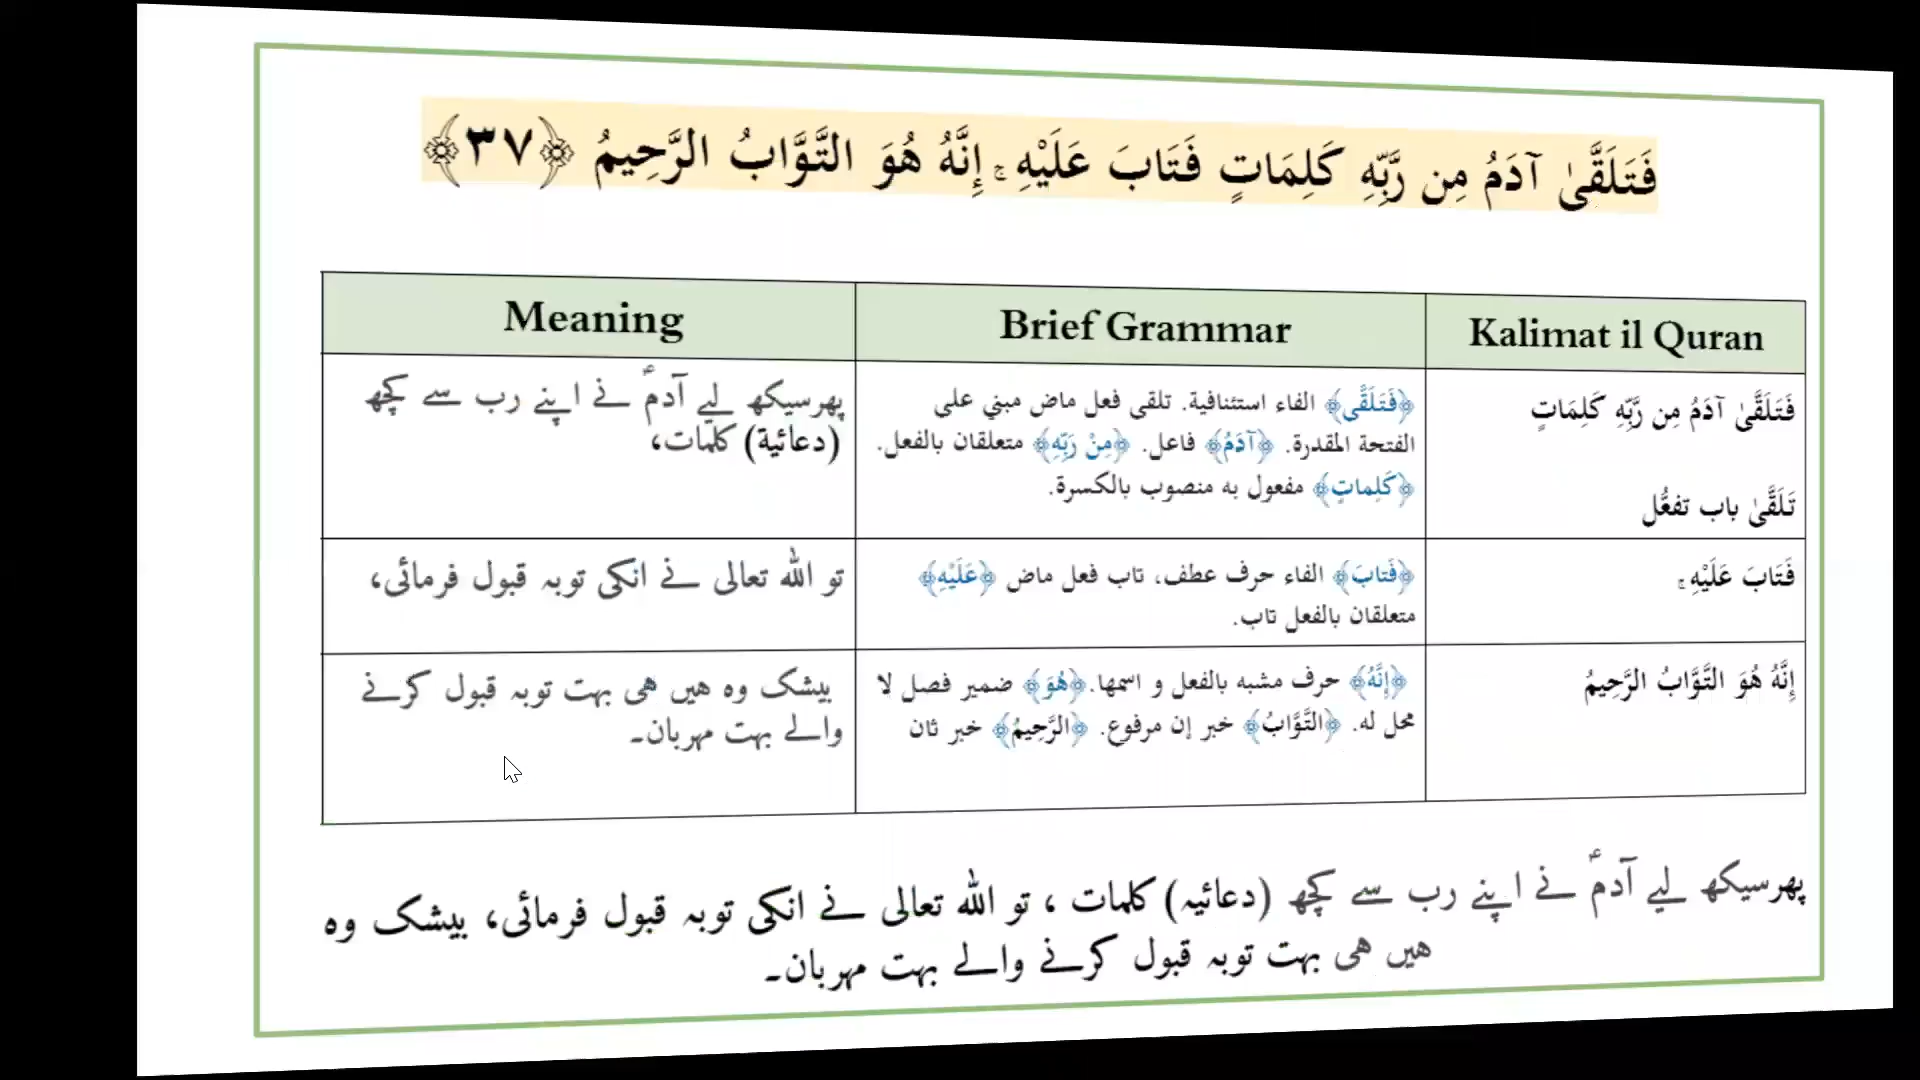 فَتَلَقَّىٰ آدَمُ مِن رَّبِّهِ كَلِمَاتٍ فَتَابَ عَلَيْهِ ۚ إِنَّهُ هُوَ التَّوَّابُ الرَّحِيمُ ﴿٣٧﴾
Meaning
Brief Grammar
Kalimat il Quran
فَتَلَقَّىٰ آدَمُ مِن رَّبِّهِ كَلِمَاتٍ
تَلَقَّىٰ باب تفعُّل
﴿فَتَلَقَّى﴾ الفاء استئنافية. تلقى فعل ماض مبني على
الفتحة المقدرة. ﴿آدَمُ﴾ فاعل. ﴿مِنْ رَبِّهِ﴾ متعلقان بالفعل.
﴿كَلِماتٍ﴾ مفعول به منصوب بالكسرة.
پھرسیکھ لیے آدمؑ نے اپنے رب سے کچھ
(دعائیة) کلمات،
فَتَابَ عَلَيْهِ ۚ
﴿فَتابَ﴾ الفاء حرف عطف، تاب فعل ماض ﴿عَلَيْهِ﴾
متعلقان بالفعل تاب.
تو اللہ تعالی نے انکی توبہ قبول فرمائی،
إِنَّهُ هُوَ التَّوَّابُ الرَّحِيمُ
﴿إِنَّهُ﴾ حرف مشبه بالفعل و اسمها. ﴿هُوَ﴾ ضمير فصل لا
محل له. ﴿التَّوَّابُ﴾ خبر إن مرفوع. ﴿الرَّحِيمُ﴾ خبر ثان
بیشک وہ ھیں ھی بہت توبہ قبول کرنے
والے بہت مہربان۔
پھرسیکھ لیے آدمؑ نے اپنے رب سے کچھ (دعائیہ) کلمات ، تو اللہ تعالی نے انکی توبہ قبول فرمائی، بیشک وہ
ھیں ھی بہت توبہ قبول کرنے والے بہت مہربان۔